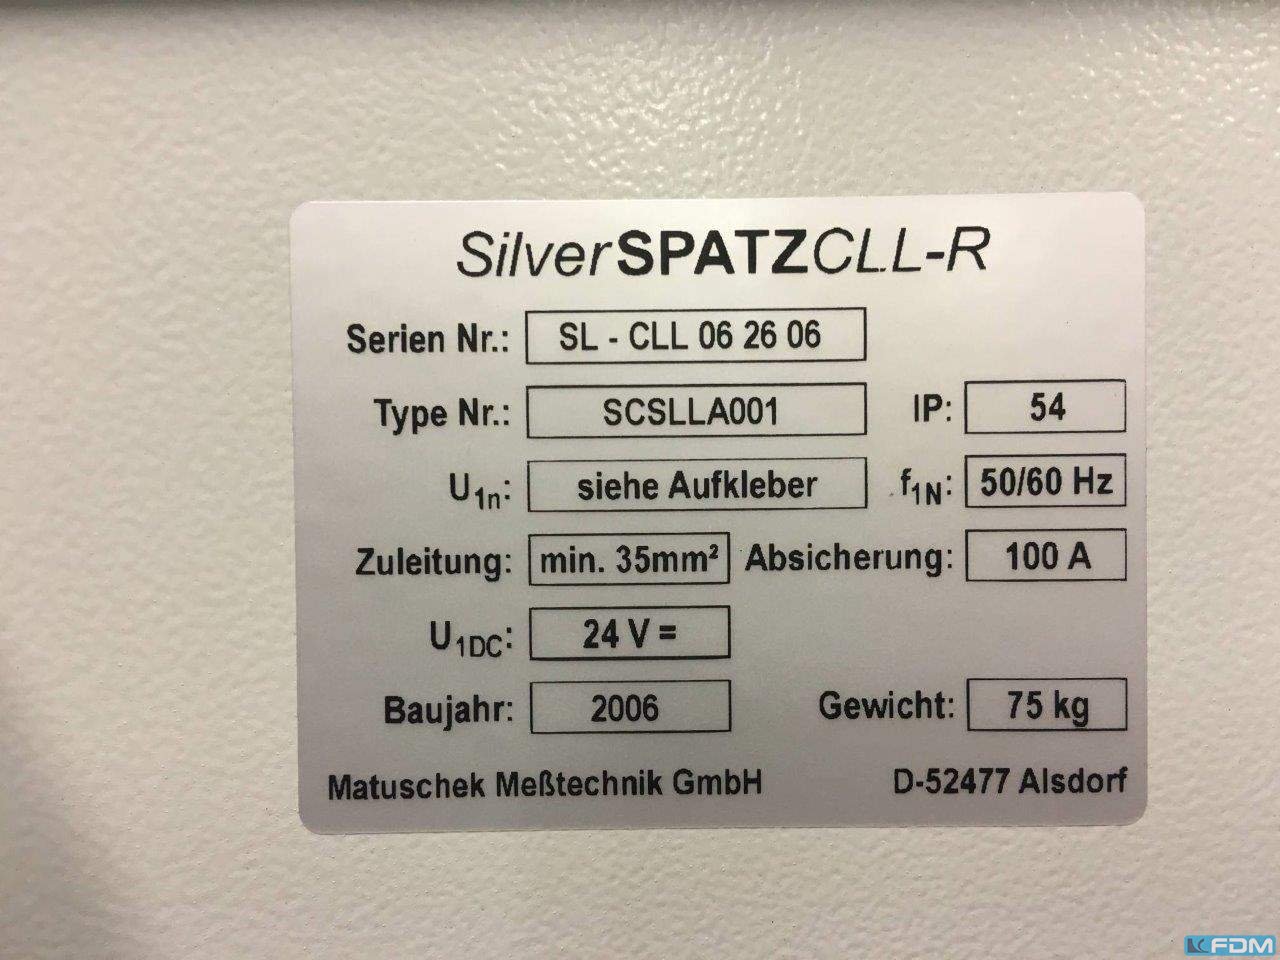 SilverSPATZCLL-R
Serien Nr.: SL - CLL 06 26 06
Type Nr.: SCSLLA001 IP: 54
U1n: siehe Aufkleber f1N: 50/60 Hz
Zuleitung: min. 35mm² Absicherung: 100 A
U1DC: 24 V =
Baujahr: 2006 Gewicht: 75 kg
Matuschek Meßtechnik GmbH D-52477 Alsdorf
FDM